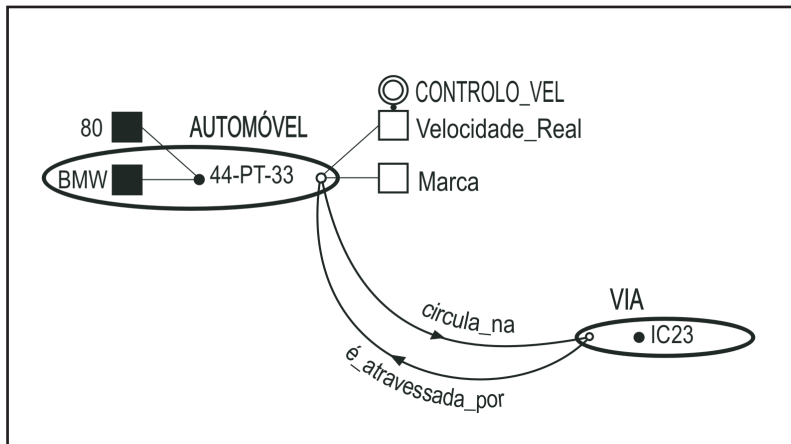 CONTROLO_VEL
80
AUTOMÓVEL
Velocidade_Real
BMW
44-PT-33
Marca
VIA
circula_na
IC23
é_atravessada_por